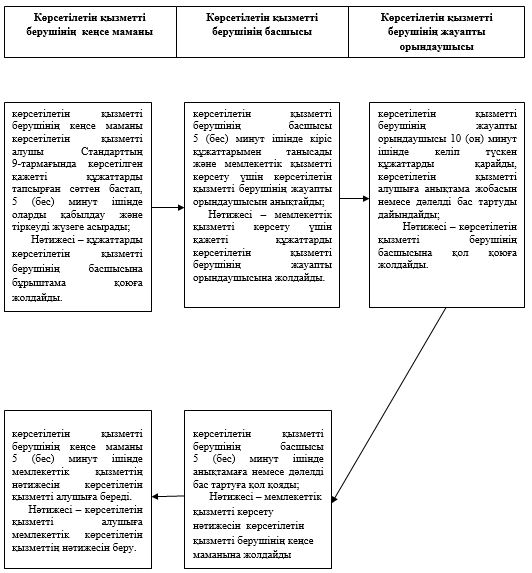 Көрсетілетін қызметті
берушінің  кеңсе маманы
Көрсетілетін қызметті
берушінің басшысы
Көрсетілетін қызметті
берушінің жауапты
орындаушысы
көрсетілетін қызметті
берушінің кеңсе маманы
көрсетілетін қызметті
алушы Стандарттың
9-тармағында көрсетілген
қажетті құжаттарды
тапсырған сәттен бастап,
5 (бес) минут ішінде
оларды қабылдау және
тіркеуді жүзеге асырады;
Нәтижесі – құжаттарды
көрсетілетін қызметті
берушінің басшысына
бұрыштама қоюға
жолдайды.
көрсетілетін қызметті
берушінің басшысы
5 (бес) минут ішінде кіріс
құжаттарымен танысады
және мемлекеттік қызметті
көрсету үшін көрсетілетін
қызметті берушінің жауапты
орындаушысын анықтайды;
Нәтижесі – мемлекеттік
қызметті көрсету үшін
қажетті құжаттарды
көрсетілетін қызметті
берушінің жауапты
орындаушысына жолдайды.
көрсетілетін қызметті
берушінің жауапты
орындаушысы 10 (он) минут
ішінде келіп түскен
құжаттарды қарайды,
көрсетілетін қызметті
алушыға анықтама жобасын
немесе дәлелді бас тартуды
дайындайды;
Нәтижесі – көрсетілетін
қызметті берушінің
басшысына қол қоюға
жолдайды.
көрсетілетін қызметті
берушінің кеңсе маманы
5 (бес) минут ішінде
мемлекеттік қызметтің
нәтижесін көрсетілетін
қызметті алушыға береді.
Нәтижесі – көрсетілетін
қызметті алушыға
мемлекеттік көрсетілетін
қызметтің нәтижесін беру.
көрсетілетін қызметті
берушінің басшысы
5 (бес) минут ішінде
анықтамаға немесе дәлелді
бас тартуға қол қояды;
Нәтижесі – мемлекеттік
қызметті көрсету
нәтижесін көрсетілетін
қызметті берушінің кеңсе
маманына жолдайды